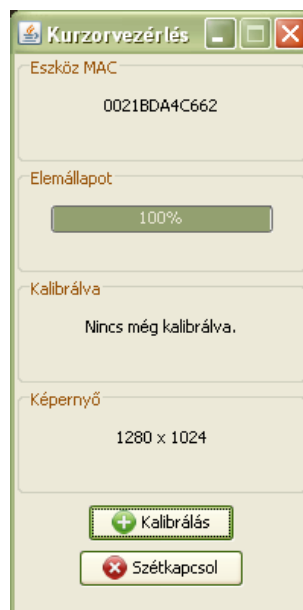 Kurzorvezérlés
Eszköz MAC
0021BDA4C662
Elemállapot
100%
Kalibrálva
Nincs még kalibrálva.
Képernyő
1280 x 1024
Kalibrálás
Szétkapcsol